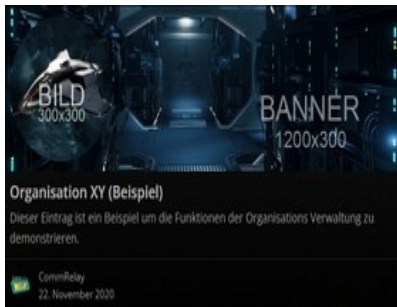 BILD
300x300
BANNER
1200x300
Organisation XY (Beispiel)
Dieser Eintrag ist ein Beispiel um die Funktionen der Organisations Verwaltung zu
demonstrieren.
CommRelay
22. November 2020